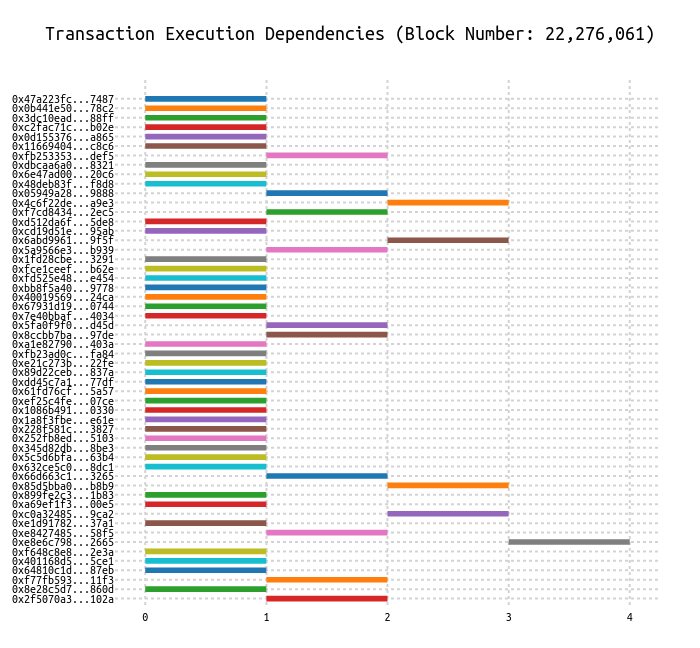 Transaction Execution Dependencies (Block Number: 22,276,061)
0x47a223fc...7487
0x0b441e50...78c2
0x3dc10ead...88ff
0xc2fac71c...b02e
0x0d155376...a865
0x11669404...c8c6
0xfb253353...def5
0xdbcaa6a0...8321
0x6e47ad00...20c6
0x48deb83f...f8d8
0x05949a28...9888
0x4c6f22de...a9e3
0xf7cd8434...2ec5
0xd512da6f...5de8
0xcd19d51e...95ab
0x6abd9961...9f5f
0x5a9566e3...b939
0x1fd28cbe...3291
0xfce1ceef...b62e
0xfd525e48...e454
0xbb8f5a40...9778
0x40019569...24ca
0x67931d19...0744
0x7e40bbaf...4034
0x5fa0f9f0...d45d
0x8ccbb7ba...97de
0xa1e82790...403a
0xfb23ad0c...fa84
0xe21c273b...22fe
0x89d22ceb...837a
0xdd45c7a1...77df
0x61fd76cf...5a57
0xef25c4fe...07ce
0x1086b491...0330
0x1a8f3fbe...e61e
0x228f581c...3827
0x252fb8ed...5103
0x345d82db...8be3
0x5c5d6bfa...63b4
0x632ce5c0...8dc1
0x66d663c1...3265
0x85d5bba0...b8b9
0x899fe2c3...1b83
0xa69ef1f3...00e5
0xc0a32485...9ca2
0xe1d91782...37a1
0xe8427485...58f5
0xe8e6c798...2665
0xf648c8e8...2e3a
0x401168d5...5ce1
0x64810c1d...87eb
0xf77fb593...11f3
0x8e28c5d7...860d
0x2f5070a3...102a
0 1 2 3 4